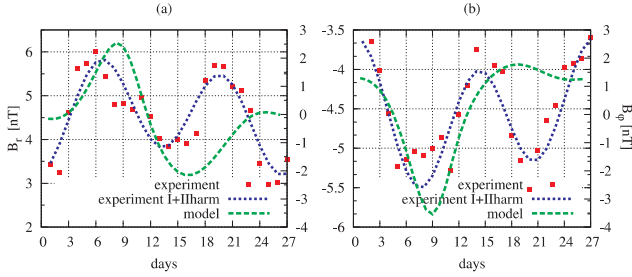 (a)
(b)
6
5
4
3
2
3
2
1
0
-1
-2
-3
-4
B_r [nT]
experiment
experiment I+IIharm
model
0 3 6 9 12 15 18 21 24 27
days
-3.5
-4
-4.5
-5
-5.5
-6
3
2
1
0
-1
-2
-3
-4
B_φ [nT]
experiment
experiment I+IIharm
model
0 3 6 9 12 15 18 21 24 27
days